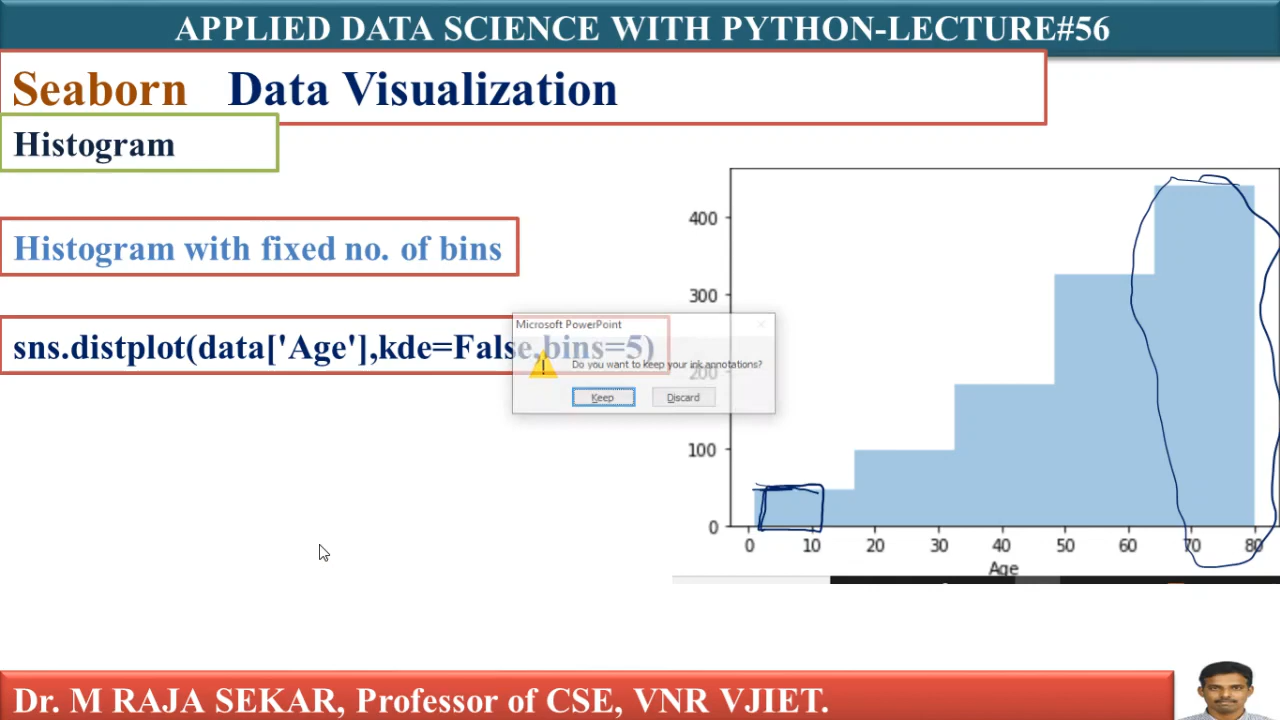 APPLIED DATA SCIENCE WITH PYTHON-LECTURE#56
Seaborn Data Visualization
Histogram
Histogram with fixed no. of bins
sns.distplot(data['Age'],kde=False,bins=5)
Microsoft PowerPoint
Do you want to keep your ink annotations?
Keep Discard
400
300
200
100
0
0 10 20 30 40 50 60 70 80
Age
Dr. M RAJA SEKAR, Professor of CSE, VNR VJIET.